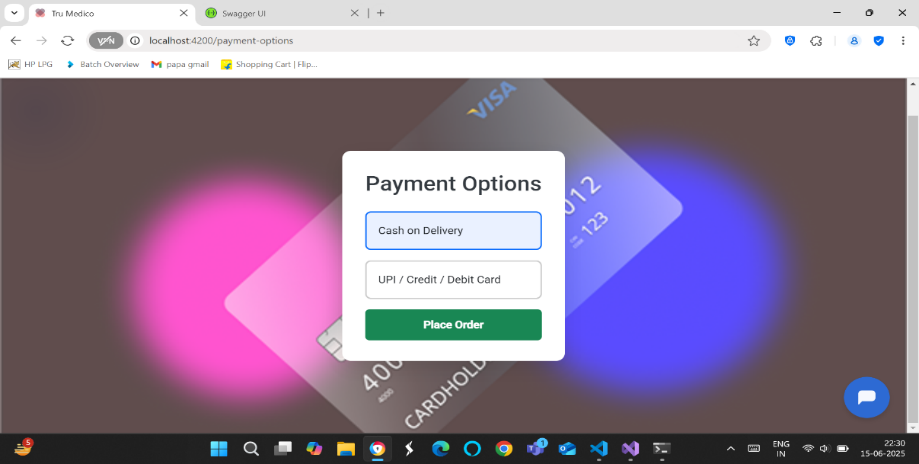 Tru Medico
Swagger UI
VPN
localhost:4200/payment-options
HP LPG
Batch Overview
papa gmail
Shopping Cart | Flip...
VISA
Payment Options
012
123
Cash on Delivery
UPI / Credit / Debit Card
Place Order
400
4000
CARDHOLD
5
1
ENG
IN
22:30
15-06-2025